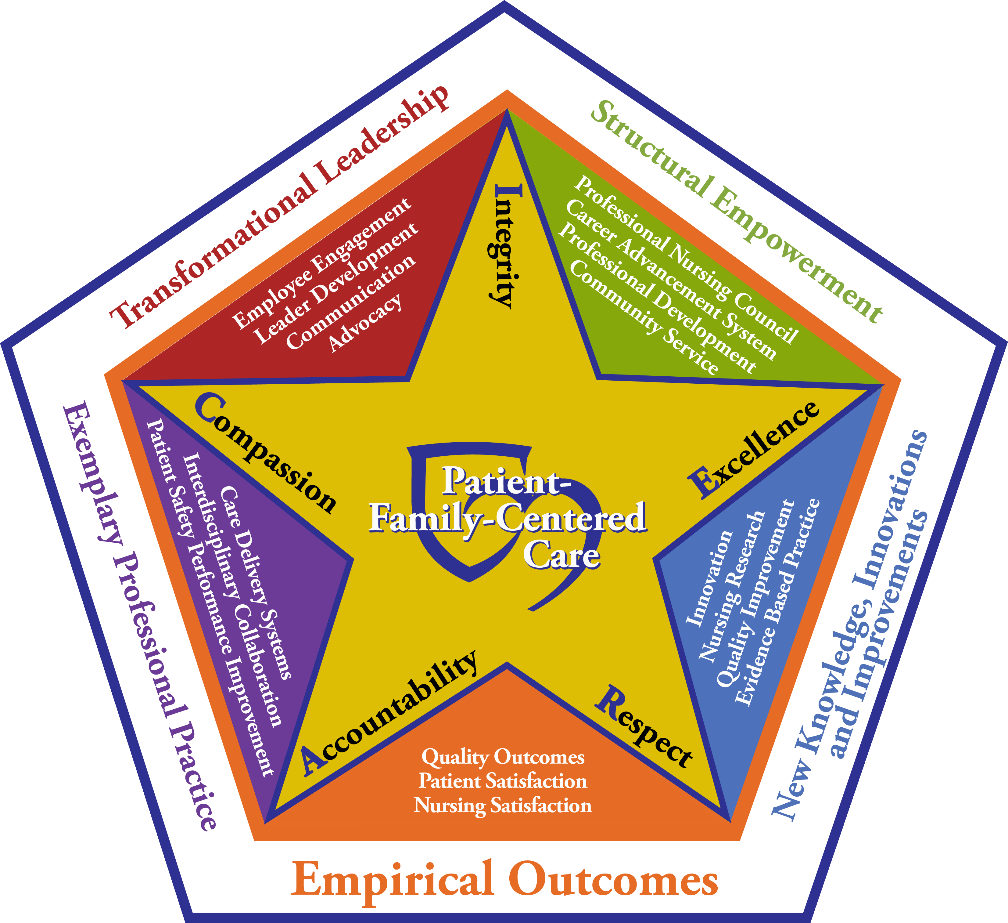 Transformational Leadership
Structural Empowerment
Employee Engagement
Leader Development
Communication
Advocacy
Integrity
Professional Nursing Council
Career Advancement System
Professional Development
Community Service
Compassion
Excellence
Patient-
Family-Centered
Care
Exemplary Professional Practice
Care Delivery Systems
Interdisciplinary Collaboration
Patient Safety Performance Improvement
Innovation
Nursing Research
Quality Improvement
Evidence Based Practice
New Knowledge, Innovations
and Improvements
Accountability
Respect
Quality Outcomes
Patient Satisfaction
Nursing Satisfaction
Empirical Outcomes